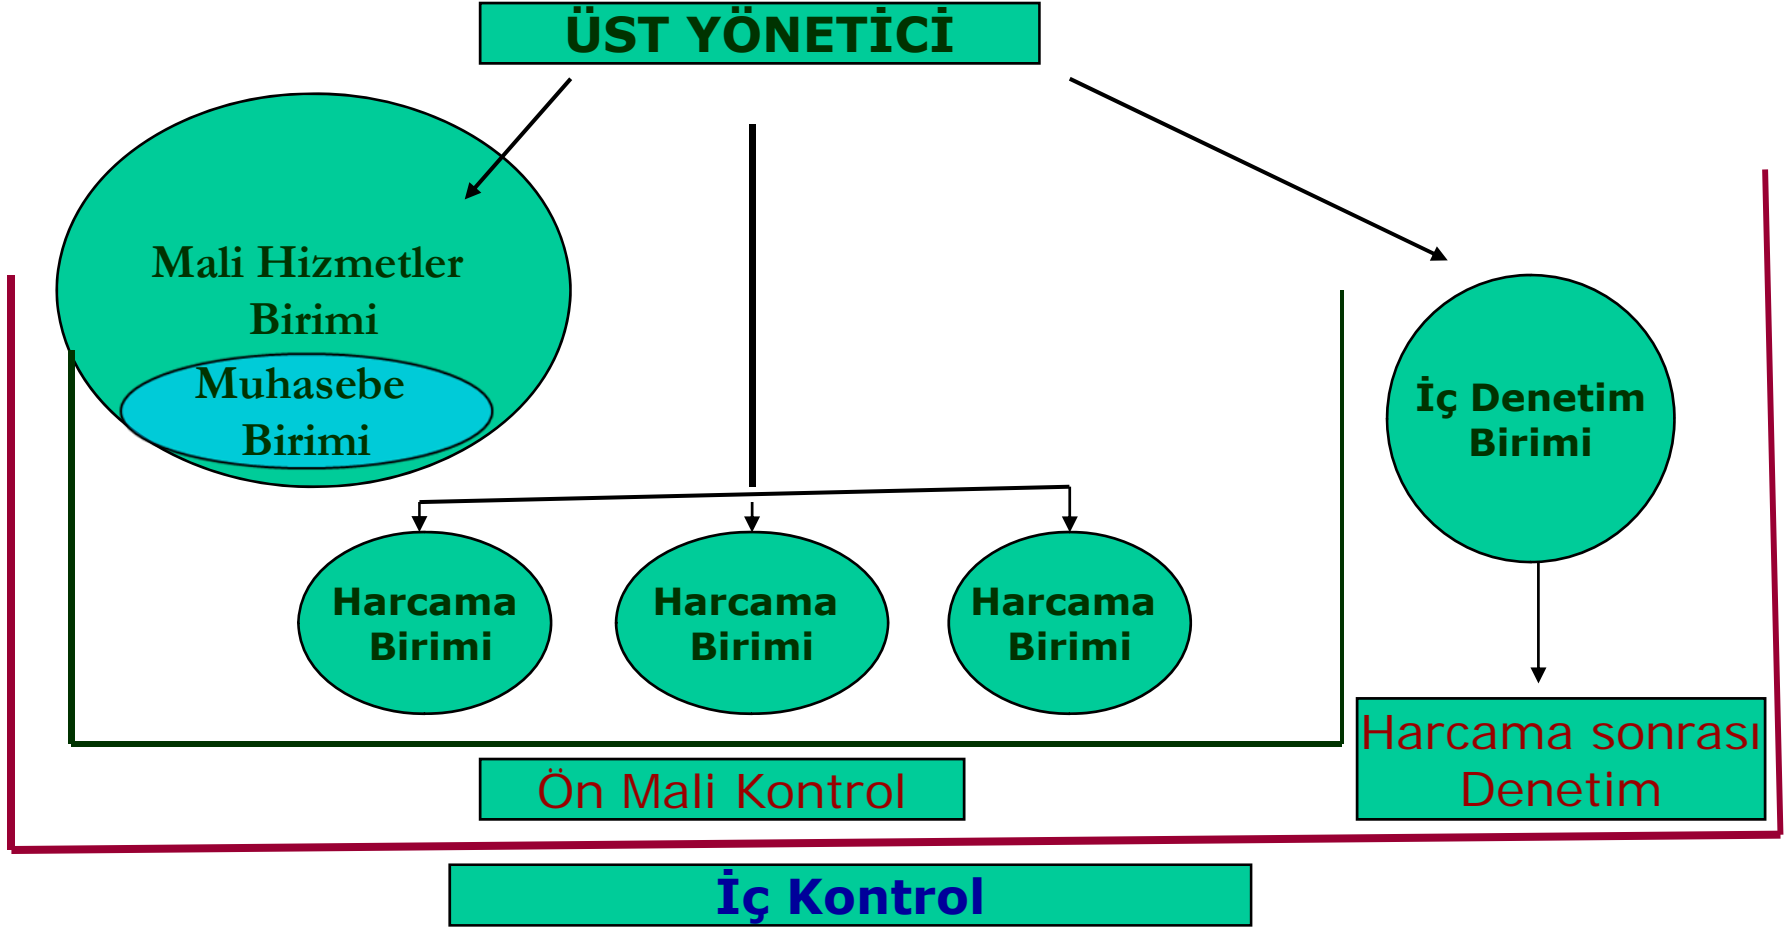 ÜST YÖNETİCİ
Mali Hizmetler
Birimi
Muhasebe
Birimi
İç Denetim
Birimi
Harcama
Birimi
Harcama
Birimi
Harcama
Birimi
Harcama sonrası
Denetim
Ön Mali Kontrol
İç Kontrol